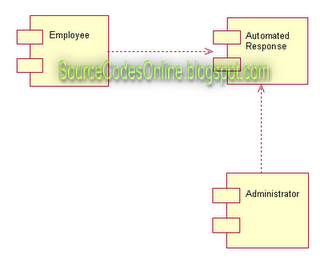 Employee
Automated
Response
SourceCodesOnline.blogspot.com
Administrator